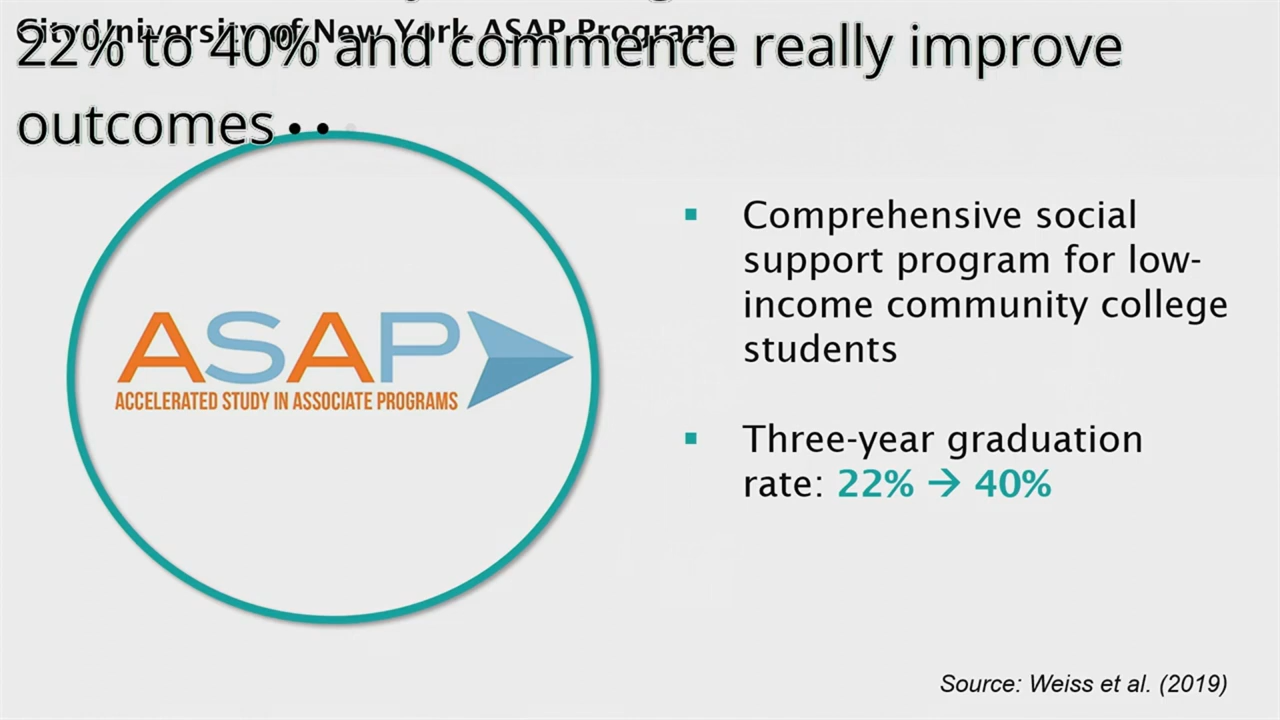 City University of New York ASAP Program
22% to 40% and commence really improve
outcomes
ASAP
ACCELERATED STUDY IN ASSOCIATE PROGRAMS
▪ Comprehensive social
support program for low-
income community college
students
▪ Three-year graduation
rate: 22% → 40%
Source: Weiss et al. (2019)